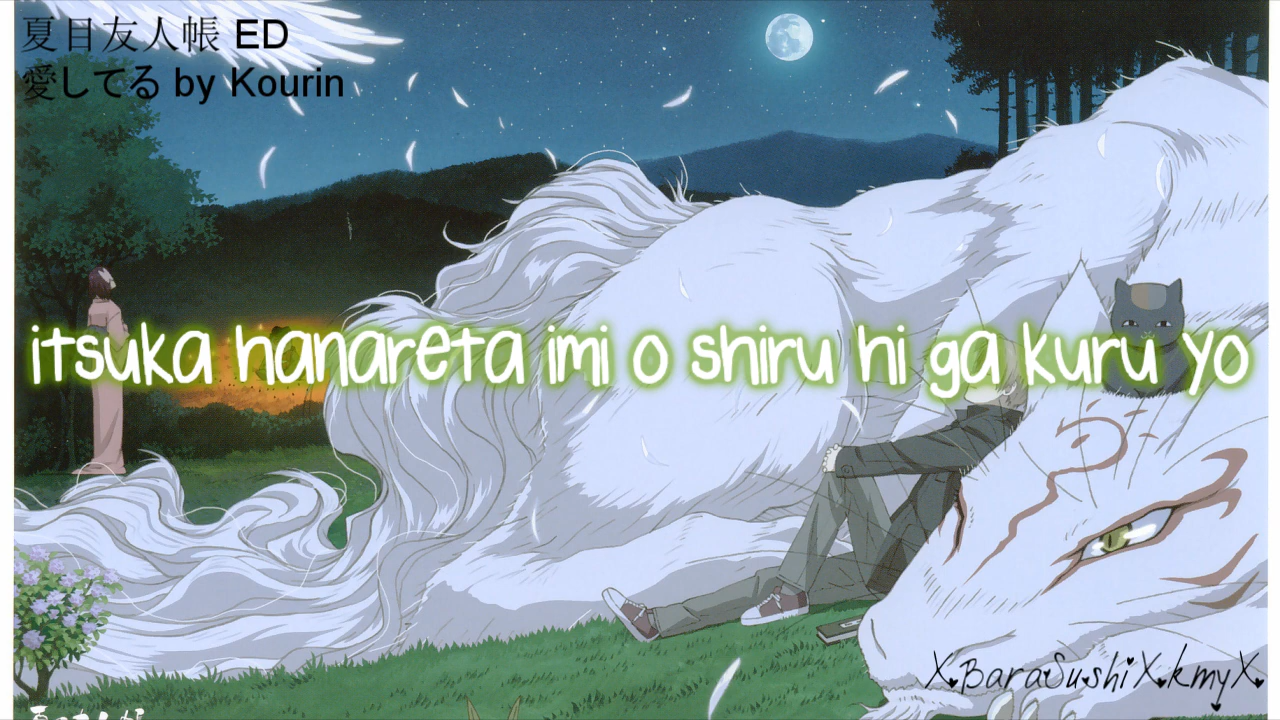 夏目友人帳 ED
愛してる by Kourin
itsuka hanareta imi o shiru hi ga kuru yo
X♥BaraSushiX♥kmyX♥